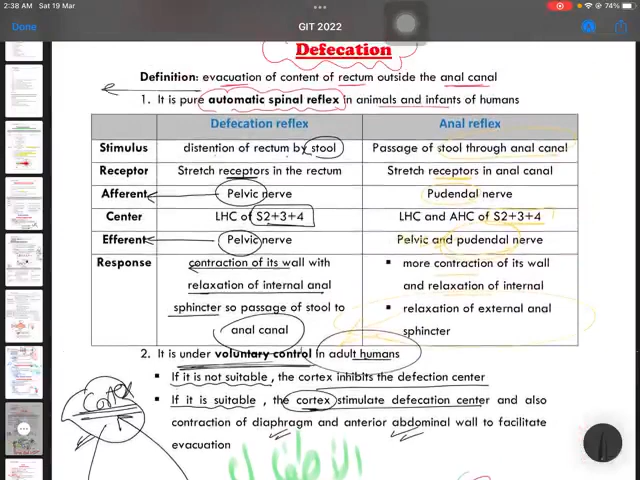 2:38 AM Sat 19 Mar
74%
Done
GIT 2022
Defecation
Definition: evacuation of content of rectum outside the anal canal
1. It is pure automatic spinal reflex in animals and infants of humans
Defecation reflex Anal reflex
Stimulus distention of rectum by stool Passage of stool through anal canal
Receptor Stretch receptors in the rectum Stretch receptors in anal canal
Afferent Pelvic nerve Pudendal nerve
Center LHC of S2+3+4 LHC and AHC of S2+3+4
Efferent Pelvic nerve Pelvic and pudendal nerve
Response contraction of its wall with ▪ more contraction of its wall
relaxation of internal anal and relaxation of internal
sphincter so passage of stool to ▪ relaxation of external anal
anal canal sphincter
2. It is under voluntary control in adult humans
▪ If it is not suitable, the cortex inhibits the defection center
▪ If it is suitable, the cortex stimulate defecation center and also
contraction of diaphragm and anterior abdominal wall to facilitate
evacuation
Cortex
الأطفال